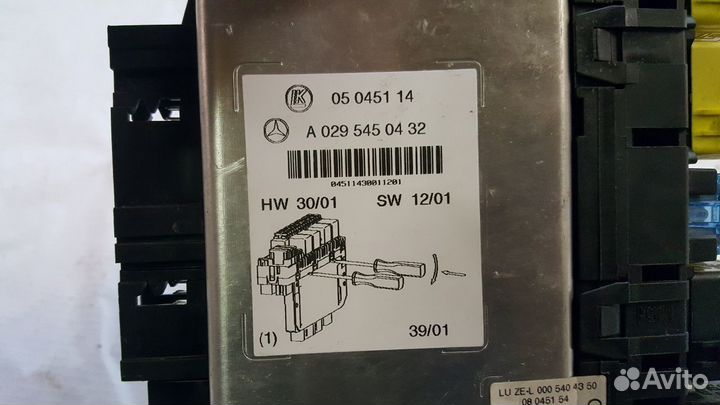 K
05 0451 14
A 029 545 04 32
04511430011201
HW 30/01 SW 12/01
(1) 39/01
LU ZE-L 000 540 43 50
08 0451 54
Avito